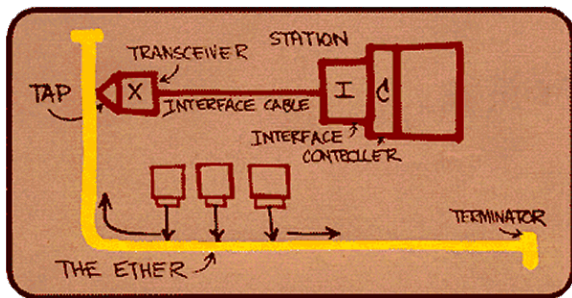 STATION
TRANSCEIVER
TAP
X
INTERFACE CABLE
I
C
INTERFACE
CONTROLLER
TERMINATOR
THE ETHER